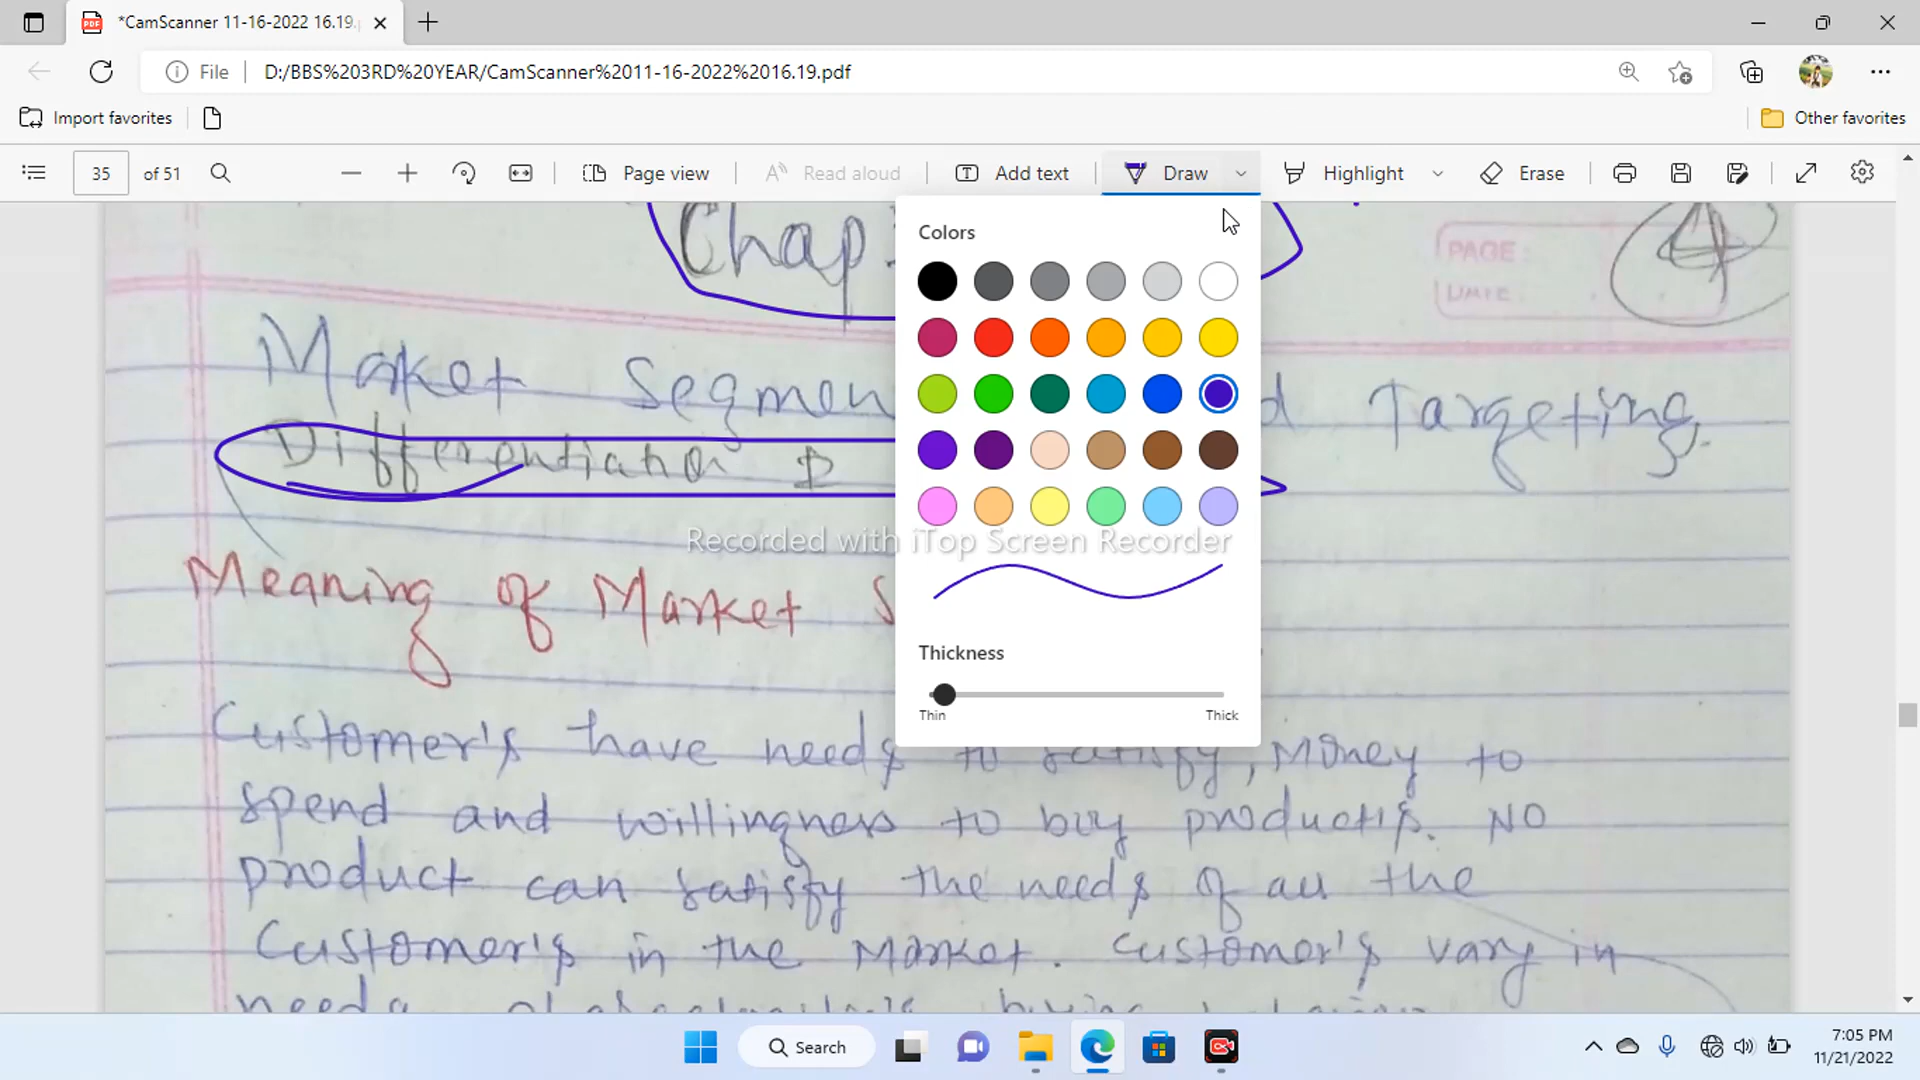 *CamScanner 11-16-2022 16.19.
File D:/BBS%203RD%20YEAR/CamScanner%2011-16-2022%2016.19.pdf
Import favorites
Other favorites
35 of 51 Page view Read aloud Add text Draw Highlight Erase
Chap
PAGE:
DATE:
4
Colors
Market Segmen d Targeting.
Differentiation &
Recorded with iTop Screen Recorder
Meaning of Market S
Thickness
Thin Thick
Customer's have needs to satisfy, Money to
spend and willingness to buy products. NO
product can satisfy the needs of all the
Customer's in the Market. Customer's vary in
Search
7:05 PM
11/21/2022